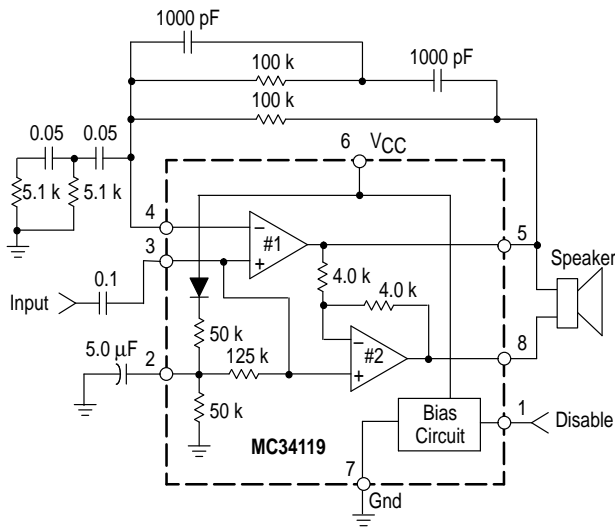 1000 pF
100 k
1000 pF
100 k
0.05
0.05
5.1 k
5.1 k
6
VCC
4
−
#1
+
3
5
Speaker
Input
0.1
4.0 k
4.0 k
50 k
5.0 µF
2
125 k
−
#2
+
8
50 k
Bias
Circuit
1
Disable
MC34119
7
Gnd